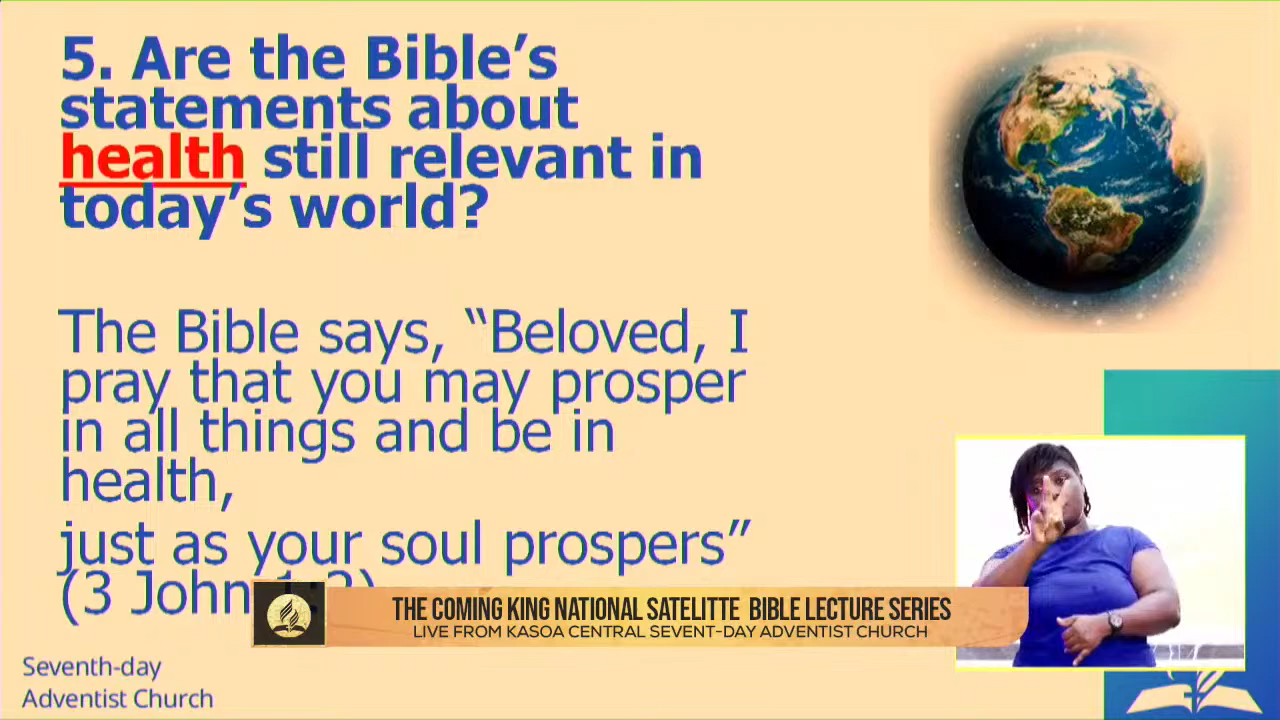 5. Are the Bible’s
statements about
health still relevant in
today’s world?
The Bible says, “Beloved, I
pray that you may prosper
in all things and be in
health,
just as your soul prospers”
(3 John
THE COMING KING NATIONAL SATELITTE BIBLE LECTURE SERIES
LIVE FROM KASOA CENTRAL SEVENT-DAY ADVENTIST CHURCH
Seventh-day
Adventist Church